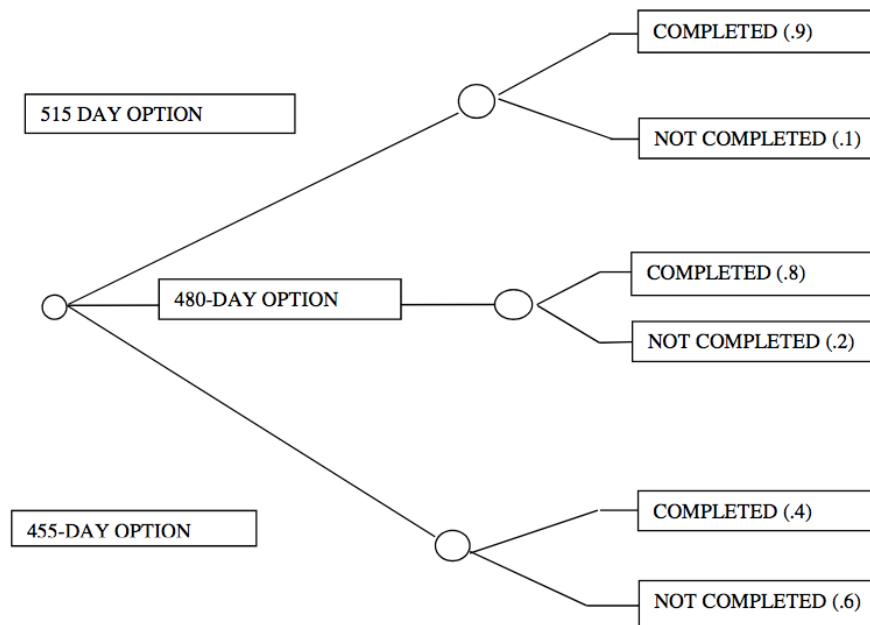 COMPLETED (.9)
515 DAY OPTION
NOT COMPLETED (.1)
COMPLETED (.8)
480-DAY OPTION
NOT COMPLETED (.2)
COMPLETED (.4)
455-DAY OPTION
NOT COMPLETED (.6)